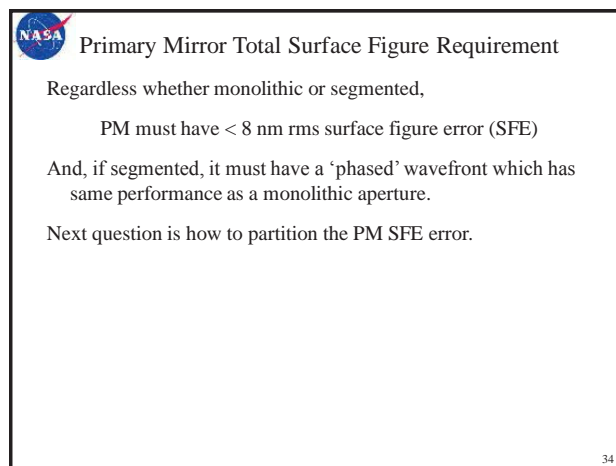 NASA
Primary Mirror Total Surface Figure Requirement
Regardless whether monolithic or segmented,
PM must have < 8 nm rms surface figure error (SFE)
And, if segmented, it must have a ‘phased’ wavefront which has
same performance as a monolithic aperture.
Next question is how to partition the PM SFE error.
34